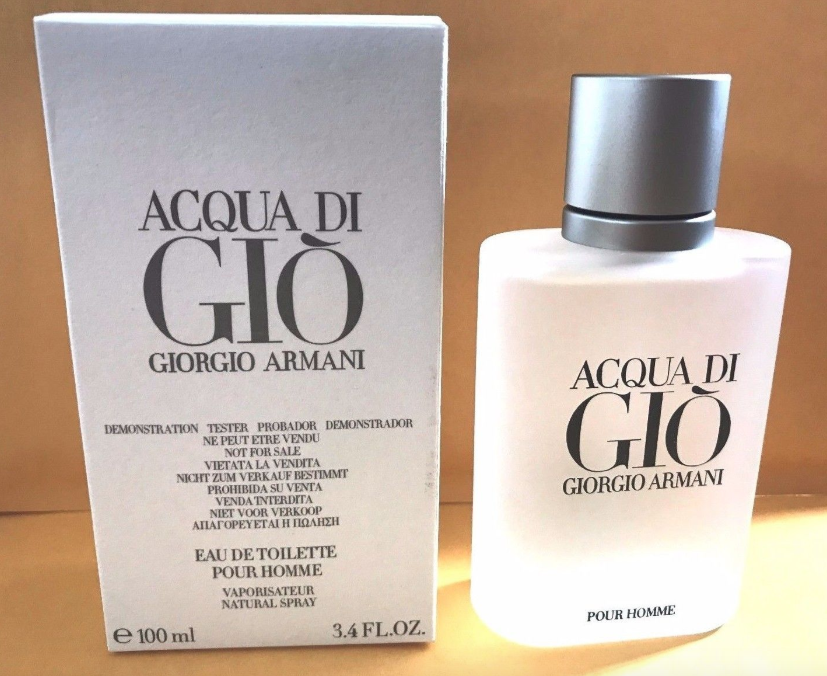 ACQUA DI
GIÒ
GIORGIO ARMANI
DEMONSTRATION TESTER PROBADOR DEMONSTRADOR
NE PEUT ETRE VENDU
NOT FOR SALE
VIETATA LA VENDITA
NICHT ZUM VERKAUF BESTIMMT
PROHIBIDA SU VENTA
VENDA INTERDITA
NIET VOOR VERKOOP
ΑΠΑΓΟΡΕΥΕΤΑΙ Η ΠΩΛΗΣΗ
EAU DE TOILETTE
POUR HOMME
VAPORISATEUR
NATURAL SPRAY
℮ 100 ml 3.4 FL.OZ.
ACQUA DI
GIÒ
GIORGIO ARMANI
POUR HOMME